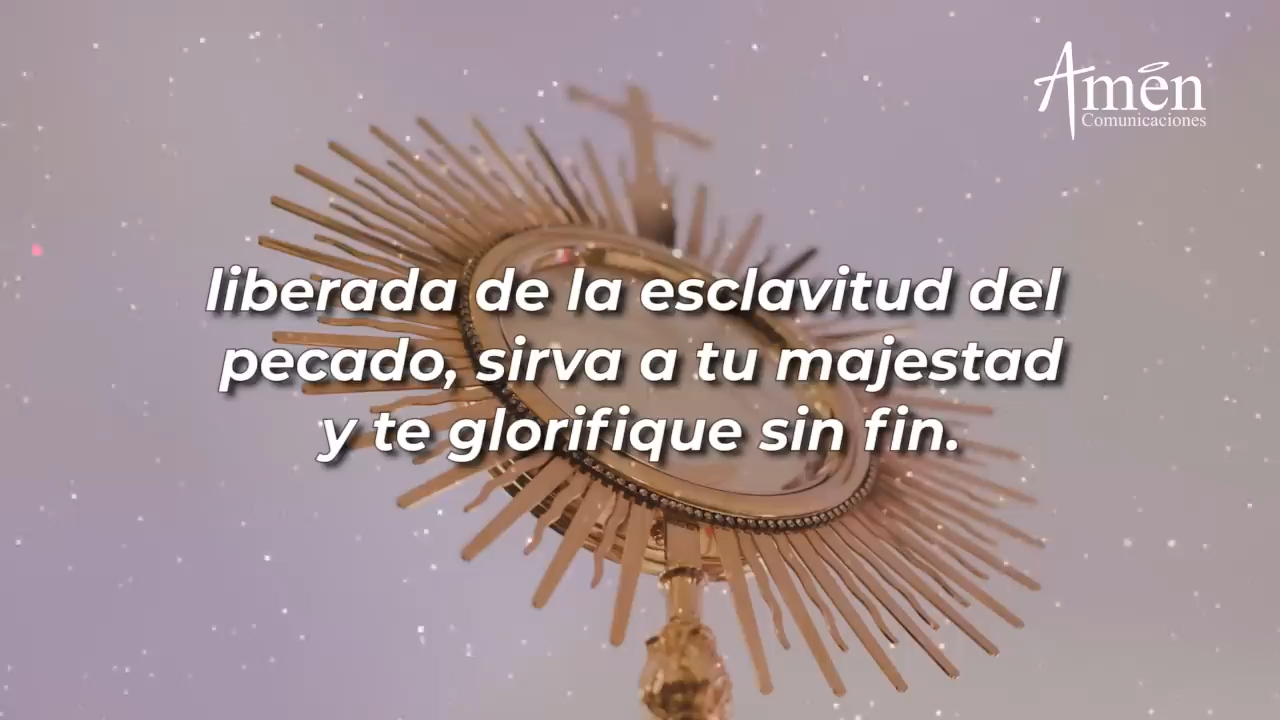 Amén
Comunicaciones
liberada de la esclavitud del
pecado, sirva a tu majestad
y te glorifique sin fin.